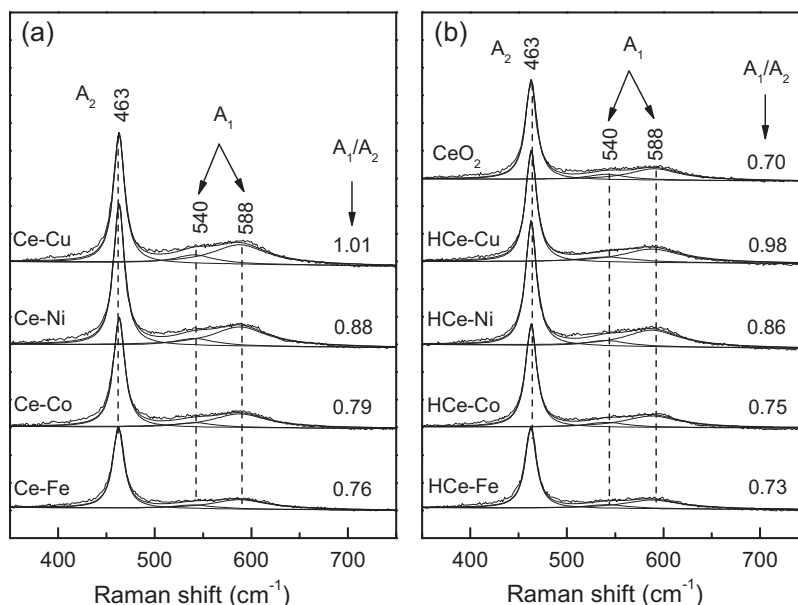 (a)
A₂
463
A₁
540
588
A₁/A₂
Ce-Cu
1.01
Ce-Ni
0.88
Ce-Co
0.79
Ce-Fe
0.76
400 500 600 700
Raman shift (cm⁻¹)
(b)
A₂
463
A₁
540
588
A₁/A₂
CeO₂
0.70
HCe-Cu
0.98
HCe-Ni
0.86
HCe-Co
0.75
HCe-Fe
0.73
400 500 600 700
Raman shift (cm⁻¹)